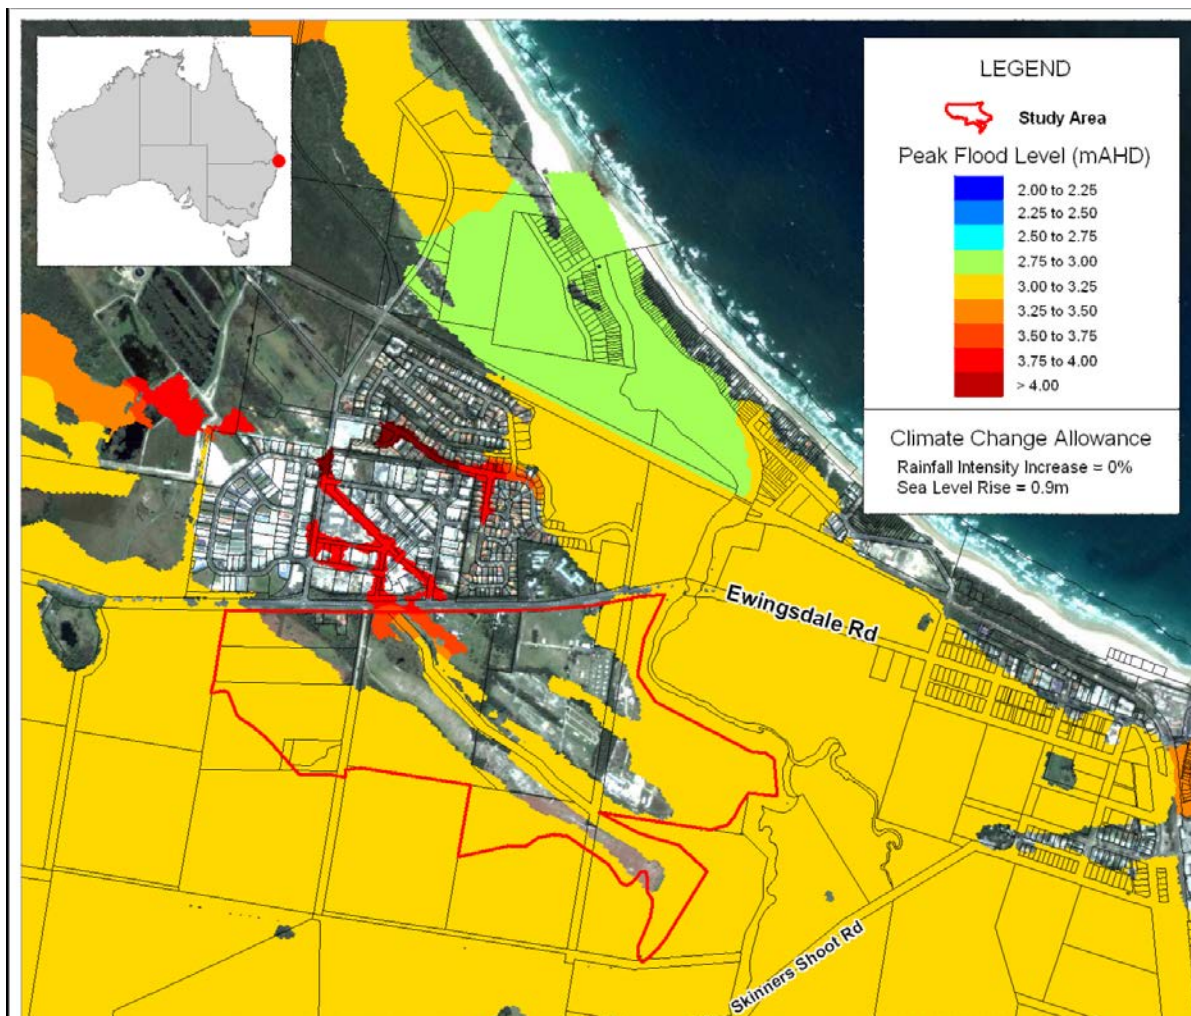 LEGEND
Study Area
Peak Flood Level (mAHD)
2.00 to 2.25
2.25 to 2.50
2.50 to 2.75
2.75 to 3.00
3.00 to 3.25
3.25 to 3.50
3.50 to 3.75
3.75 to 4.00
> 4.00
Climate Change Allowance
Rainfall Intensity Increase = 0%
Sea Level Rise = 0.9m
Ewingsdale Rd
Skinners Shoot Rd